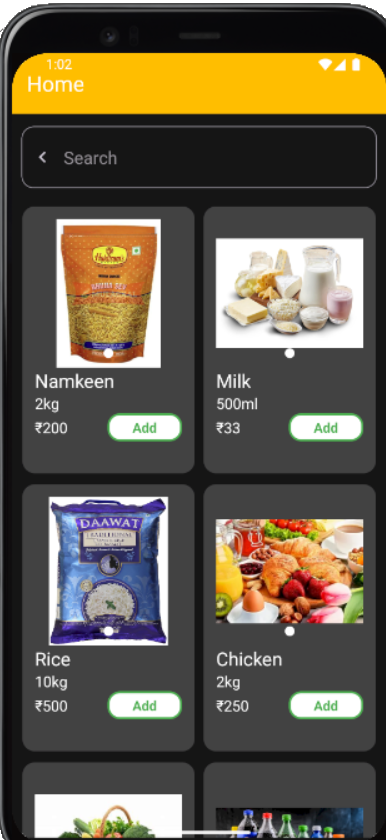 1:02
Home
Search
Haldiram's
Namkeen
2kg
₹200
Add
Milk
500ml
₹33
Add
DAAWAT
TRADITIONAL
Rice
10kg
₹500
Add
Chicken
2kg
₹250
Add